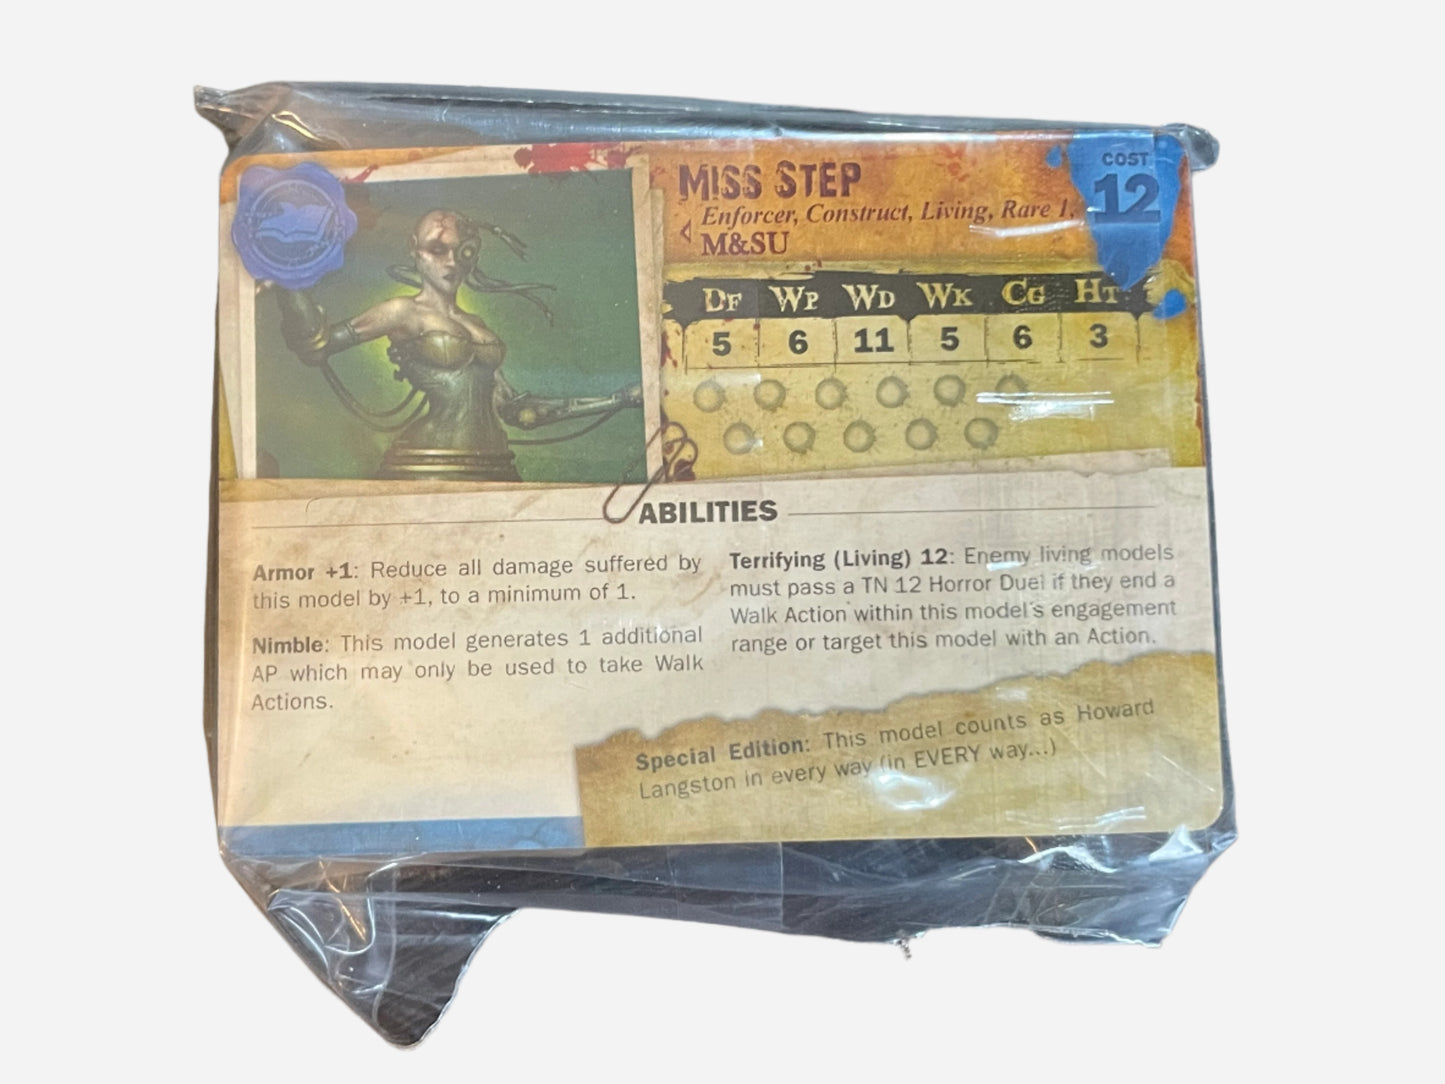 MISS STEP
Enforcer, Construct, Living, Rare 1,
M&SU
COST
12
DF WP WD WK CG HT
5 6 11 5 6 3
ABILITIES
Armor +1: Reduce all damage suffered by
this model by +1, to a minimum of 1.
Nimble: This model generates 1 additional
AP which may only be used to take Walk
Actions.
Terrifying (Living) 12: Enemy living models
must pass a TN 12 Horror Duel if they end a
Walk Action within this model's engagement
range or target this model with an Action.
Special Edition: This model counts as Howard
Langston in every way (in EVERY way...)